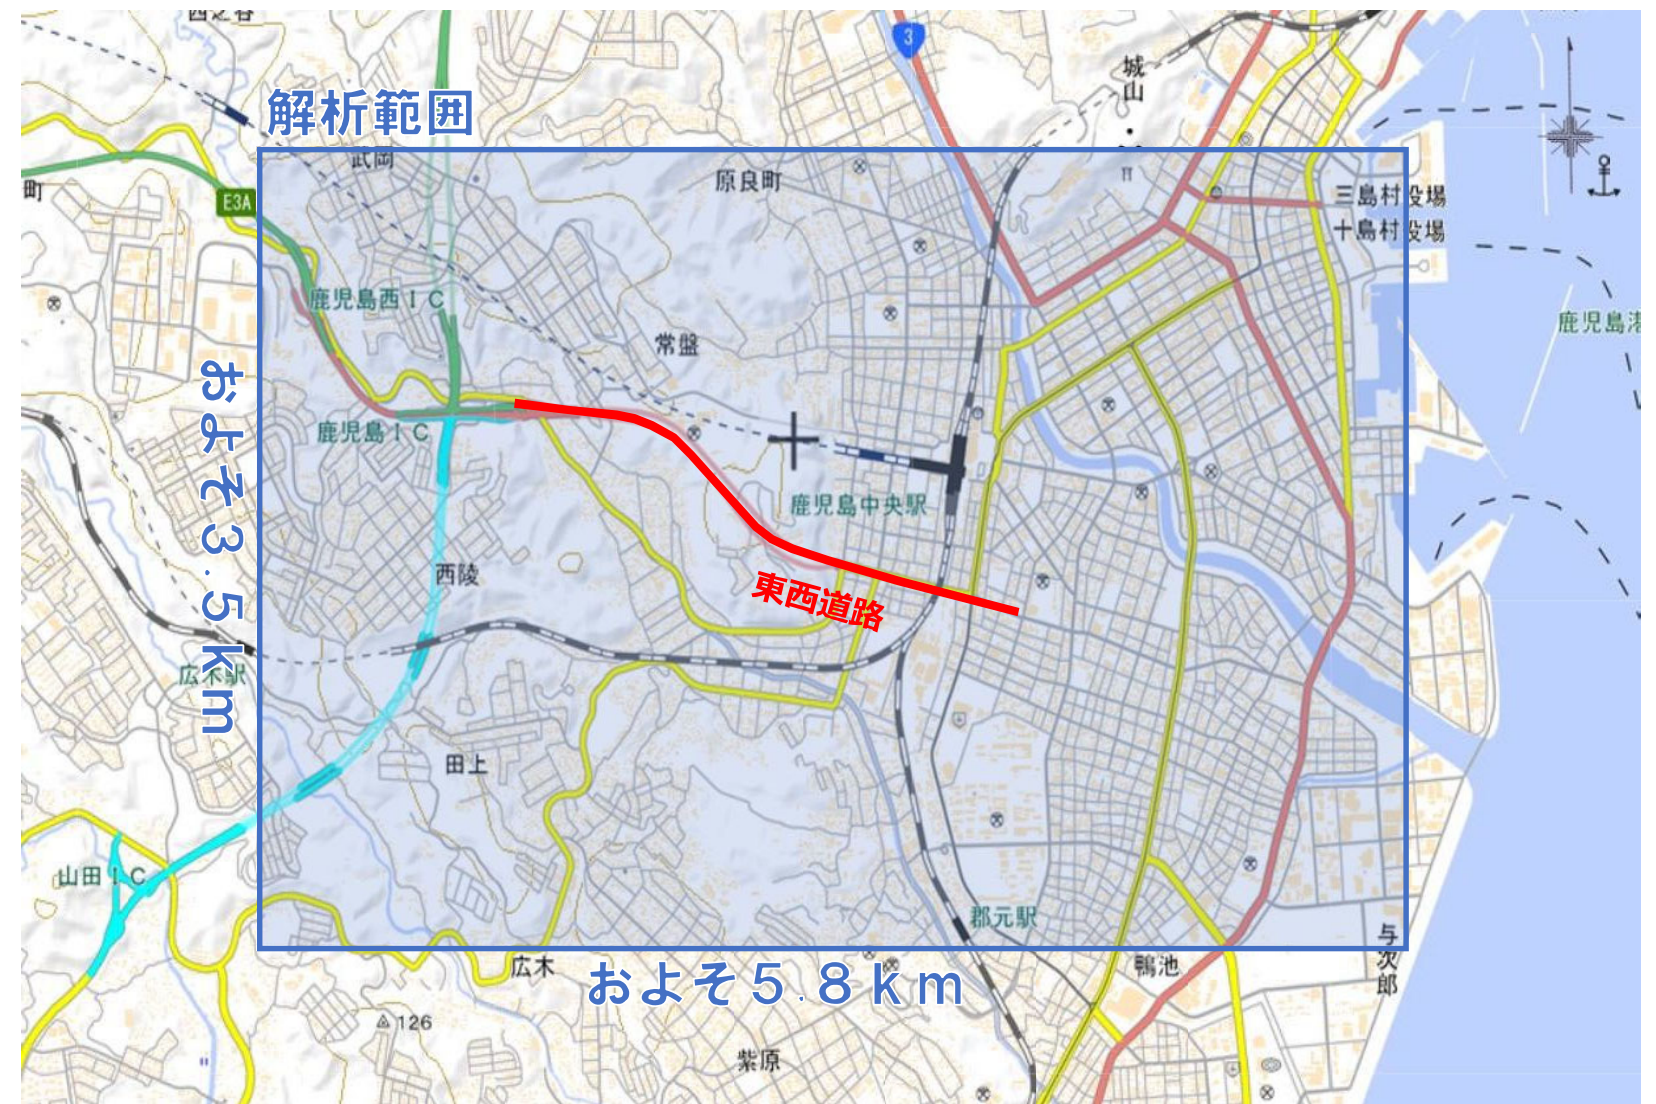 西之谷
3
城山
解析範囲
武岡
原良町
町
E3A
三島村役場
十島村役場
鹿児島西IC
鹿児島港
常盤
鹿児島IC
鹿児島中央駅
およそ3.5km
西陵
東西道路
広木駅
田上
山田IC
郡元駅
与次郎
広木
およそ5.8km
鴨池
126
紫原